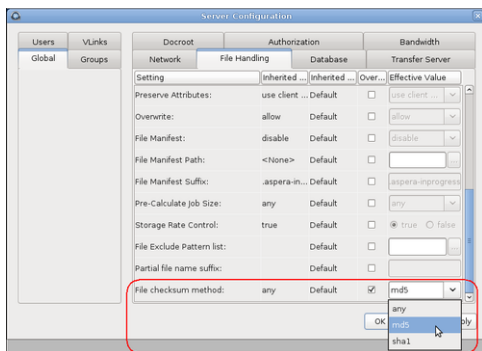 Server Configuration
Users VLinks
Global Groups
Docroot Authorization Bandwidth
Network File Handling Database Transfer Server
Setting Inherited ... Inherited ... Over... Effective Value
Preserve Attributes: use client ... Default use client ...
Overwrite: allow Default allow
File Manifest: disable Default disable
File Manifest Path: <None> Default ...
File Manifest Suffix: .aspera-in... Default aspera-inprogress
Pre-Calculate Job Size: any Default any
Storage Rate Control: true Default true false
File Exclude Pattern list: Default ...
Partial file name suffix: Default
File checksum method: any Default md5
any
OK md5 ply
sha1